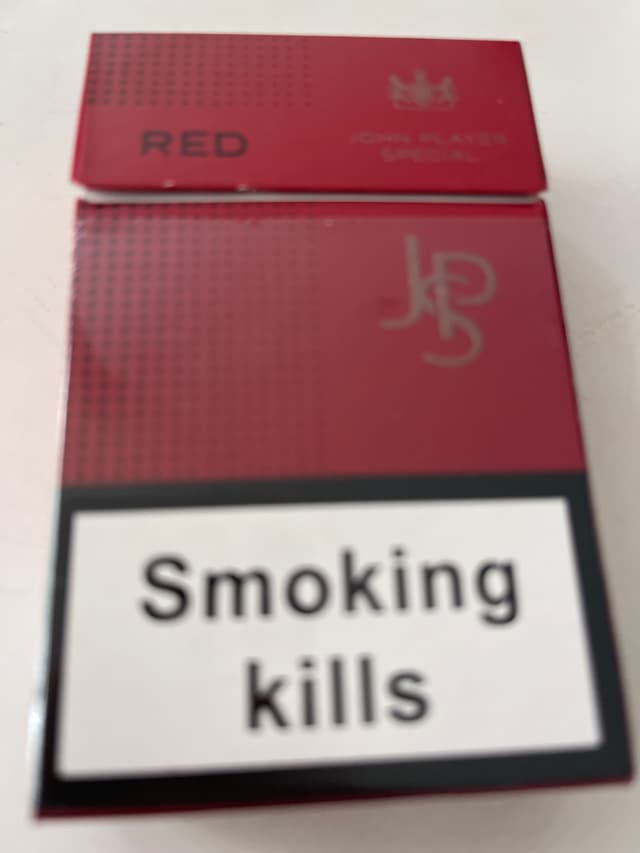 RED
JOHN PLAYER
SPECIAL
JPS
Smoking
kills